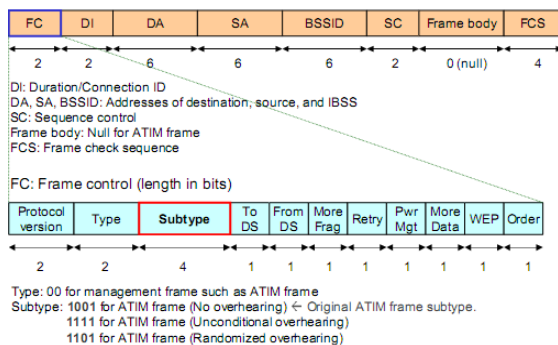 FC DI DA SA BSSID SC Frame body FCS
2 2 6 6 6 2 0 (null) 4
DI: Duration/Connection ID
DA, SA, BSSID: Addresses of destination, source, and IBSS
SC: Sequence control
Frame body: Null for ATIM frame
FCS: Frame check sequence
FC: Frame control (length in bits)
Protocol version Type Subtype To DS From DS More Frag Retry Pwr Mgt More Data WEP Order
2 2 4 1 1 1 1 1 1 1 1
Type: 00 for management frame such as ATIM frame
Subtype: 1001 for ATIM frame (No overhearing) ← Original ATIM frame subtype.
1111 for ATIM frame (Unconditional overhearing)
1101 for ATIM frame (Randomized overhearing)